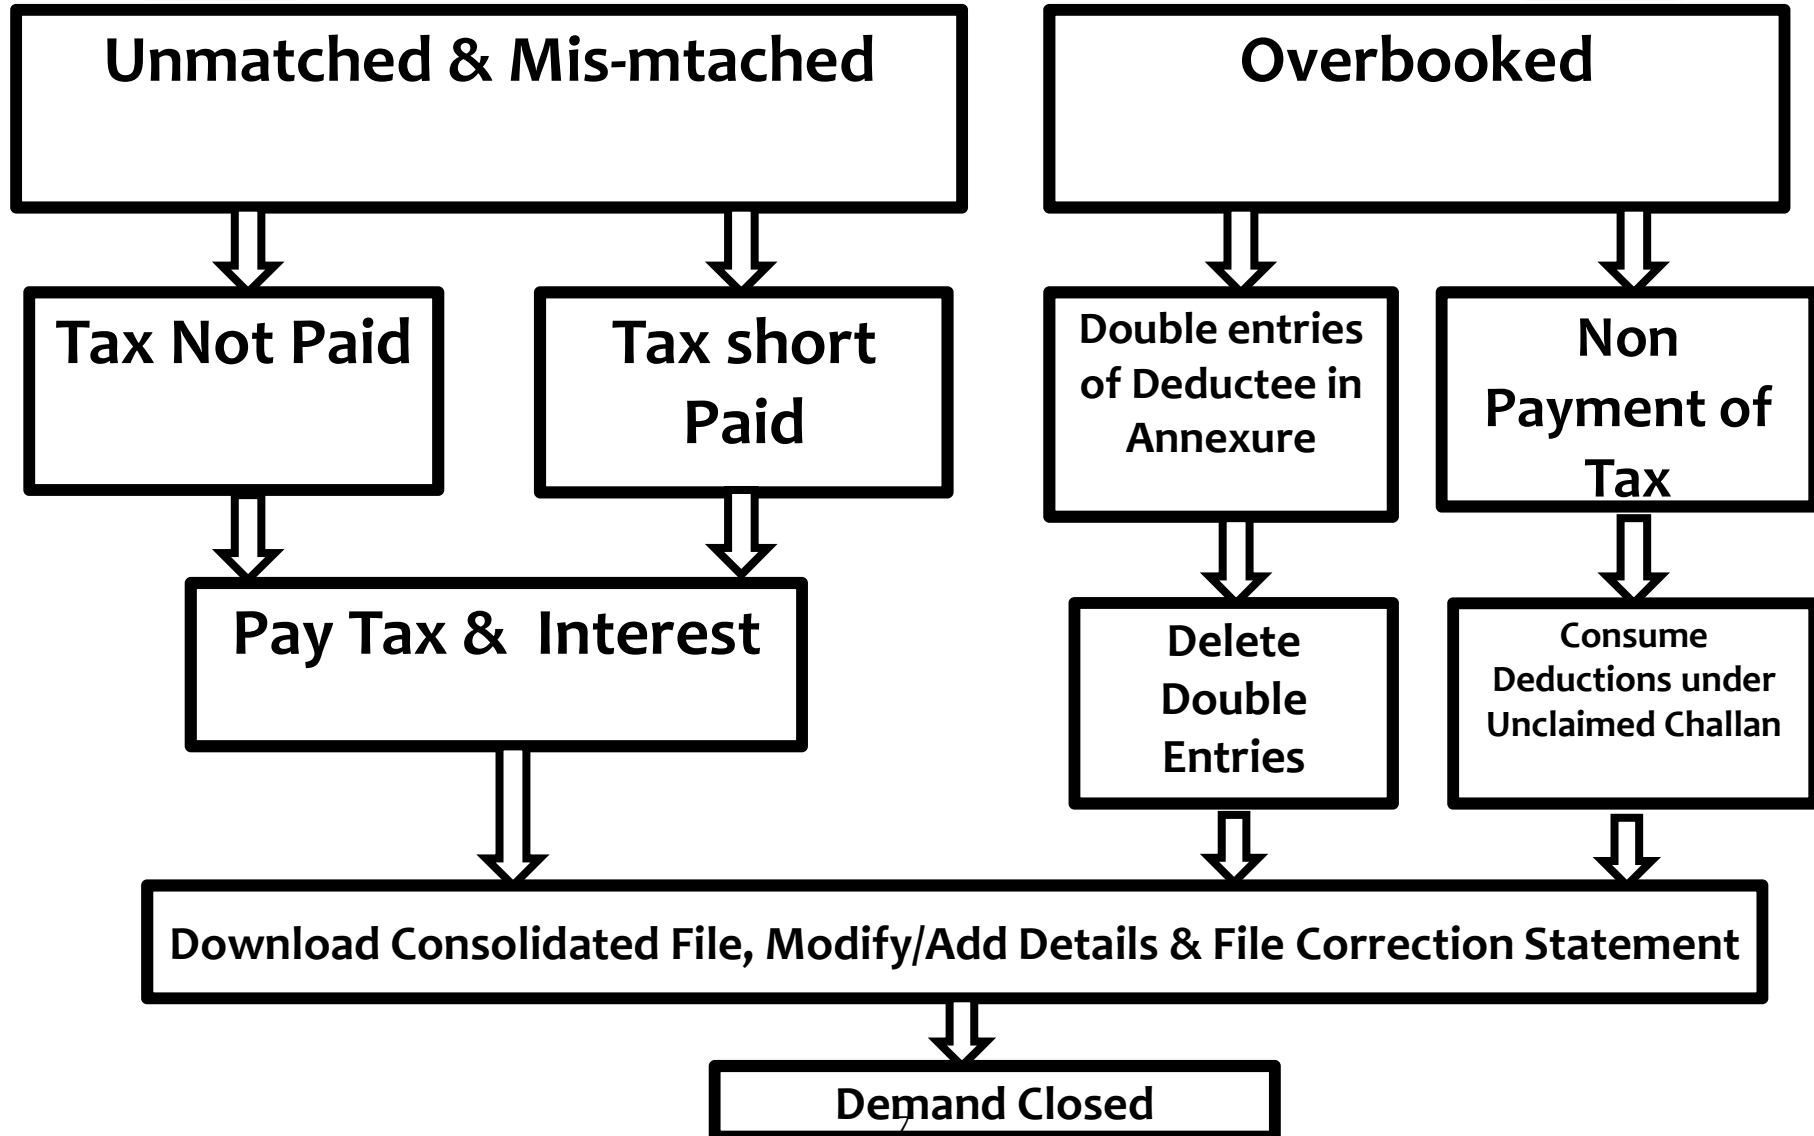 Unmatched & Mis-mtached
Overbooked
Tax Not Paid
Tax short
Paid
Double entries
of Deductee in
Annexure
Non
Payment of
Tax
Pay Tax &  Interest
Delete
Double
Entries
Consume
Deductions under
Unclaimed Challan
Download Consolidated File, Modify/Add Details & File Correction Statement
Demand Closed
7